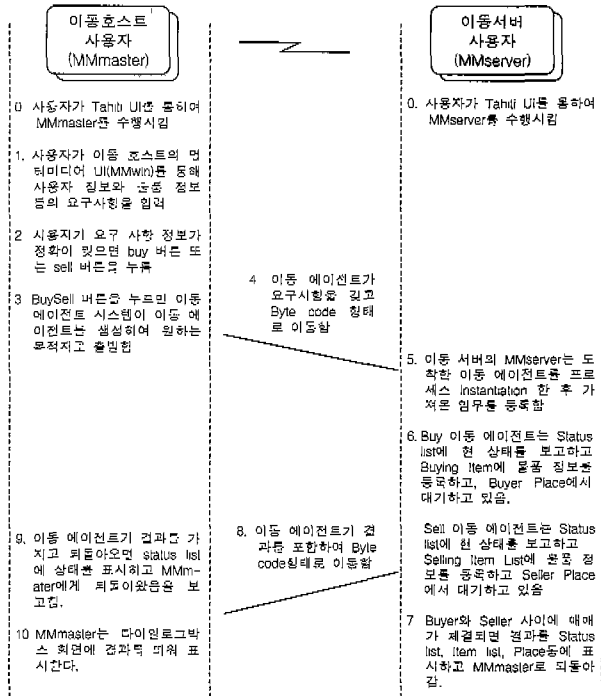 이동호스트
사용자
(MMmaster)
이동서버
사용자
(MMserver)
0 사용자가 Tahiti UI를 통하여
MMmaster를 수행시킴
1. 사용자가 이동 호스트의 멀
티미디어 UI(MMwin)를 통해
사용자 정보와 물품 정보
등의 요구사항을 입력
2 사용자가 요구 사항 정보가
정확이 맞으면 buy 버튼 또
는 sell 버튼을 누름
3 BuySell 버튼을 누르면 이동
에이전트 시스템이 이동 에
이전트를 생성하여 원하는
목적지로 출발함
4 이동 에이전트가
요구사항을 갖고
Byte code 형태
로 이동함
0. 사용자가 Tahiti UI를 통하여
MMserver를 수행시킴
5. 이동 서버의 MMserver는 도
착한 이동 에이전트를 프로
세스 Instantiation 한 후 가
져온 임무를 등록함
6. Buy 이동 에이전트는 Status
list에 현 상태를 보고하고
Buying Item에 물품 정보를
등록하고, Buyer Place에서
대기하고 있음.
Sell 이동 에이전트는 Status
list에 현 상태를 보고하고
Selling Item List에 물품 정
보를 등록하고 Seller Place
에서 대기하고 있음
7 Buyer와 Seller 사이에 매매
가 체결되면 결과를 Status
list, Item list, Place등에 표
시하고 MMmaster로 되돌아
감.
8. 이동 에이전트가 결
과를 포함하여 Byte
code형태로 이동함
9. 이동 에이전트가 결과를 가
지고 되돌아오면 status list
에 상태를 표시하고 MMm-
ater에게 되돌아왔음을 보
고함.
10 MMmaster는 다이얼로그박
스 화면에 결과를 띄워 표
시한다.